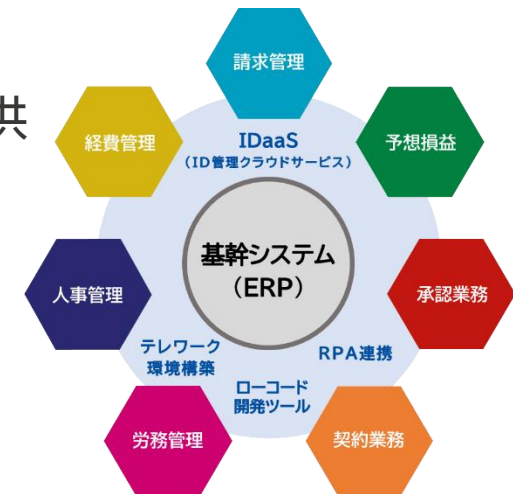 請求管理
供
経費管理
IDaaS
(ID管理クラウドサービス)
予想損益
基幹システム
(ERP)
人事管理
承認業務
テレワーク
環境構築
RPA連携
ローコード
開発ツール
労務管理
契約業務